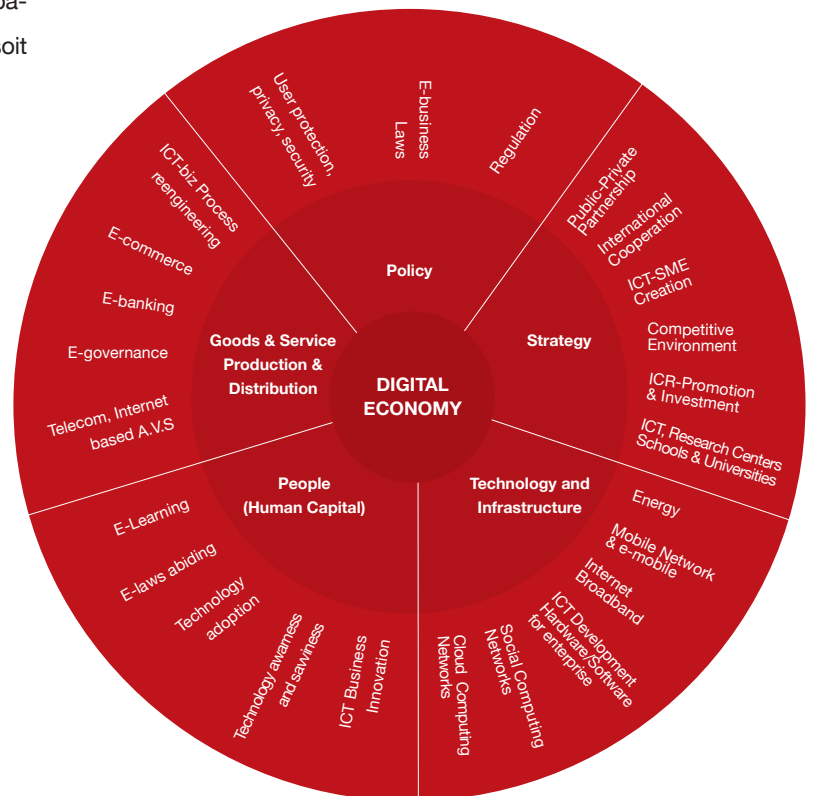 pa-
soit
User protection,
privacy, security
E-business
Laws
Regulation
Policy
Public-Private
Partnership
International
Cooperation
ICT-SME
Creation
Competitive
Environment
ICR-Promotion
& Investment
ICT, Research Centers
Schools & Universities
Strategy
ICT-biz Process
reengineering
E-commerce
E-banking
E-governance
Telecom, Internet
based A.V.S
Goods & Service
Production &
Distribution
DIGITAL
ECONOMY
People
(Human Capital)
E-Learning
E-laws abiding
Technology
adoption
Technology awarness
and savviness
ICT Business
Innovation
Technology and
Infrastructure
Energy
Mobile Network
& e-mobile
Internet
Broadband
ICT Development
Hardware/Software
for enterprise
Social Computing
Networks
Cloud Computing
Networks